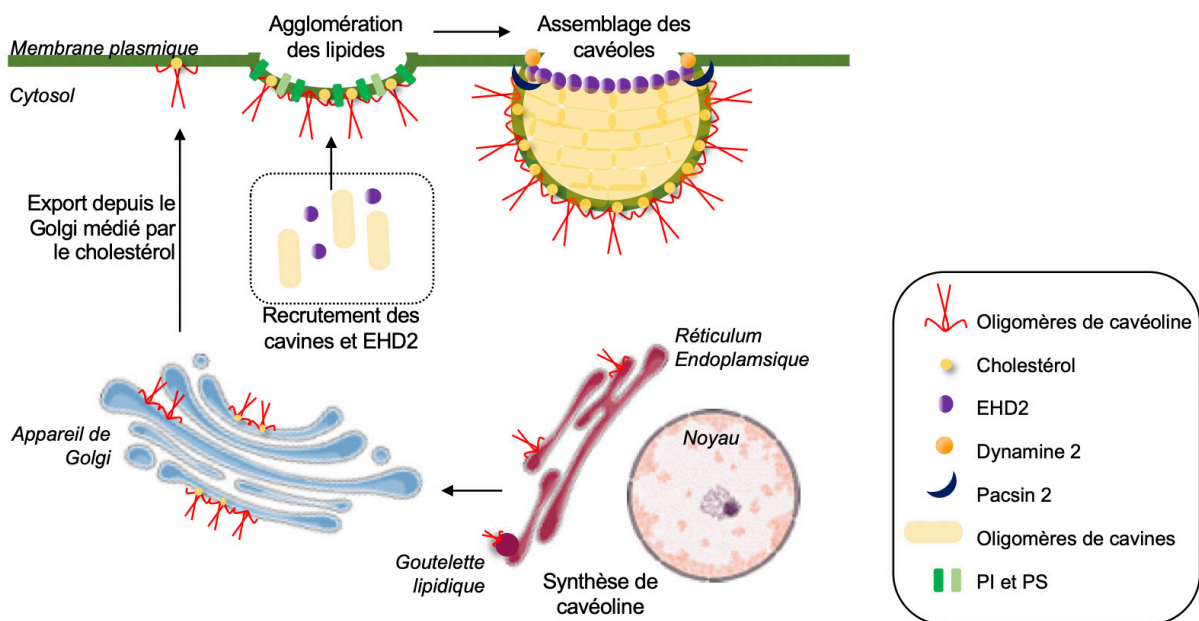 Membrane plasmique
Cytosol
Agglomération
des lipides
Assemblage des
cavéoles
Export depuis le
Golgi médié par
le cholestérol
Recrutement des
cavines et EHD2
Appareil de
Golgi
Réticulum
Endoplamsique
Noyau
Goutelette
lipidique
Synthèse de
cavéoline
Oligomères de cavéoline
Cholestérol
EHD2
Dynamine 2
Pacsin 2
Oligomères de cavines
PI et PS